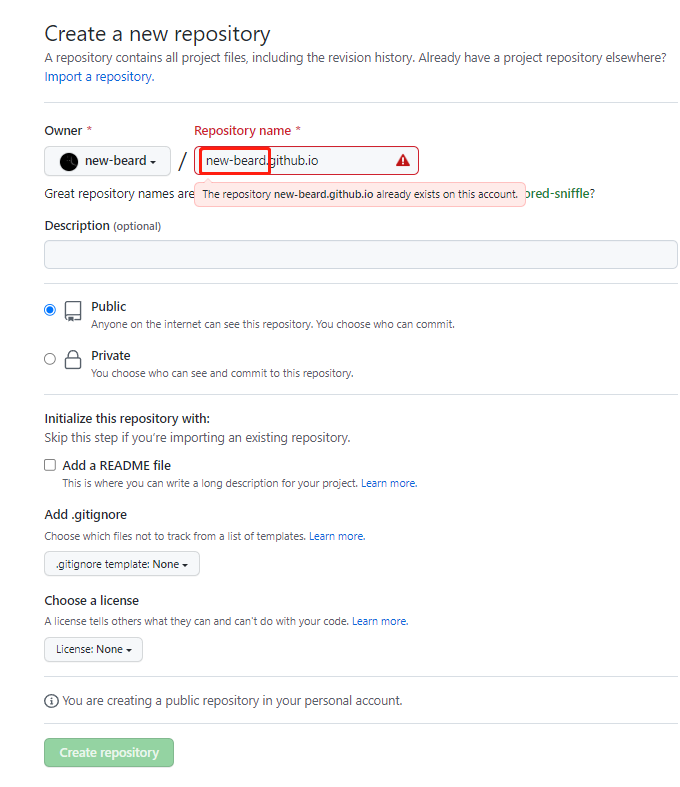 Create a new repository
A repository contains all project files, including the revision history. Already have a project repository elsewhere?
Import a repository.
Owner *
Repository name *
new-beard
/
new-beard.github.io
Great repository names are
The repository new-beard.github.io already exists on this account.
ored-sniffle?
Description (optional)
Public
Anyone on the internet can see this repository. You choose who can commit.
Private
You choose who can see and commit to this repository.
Initialize this repository with:
Skip this step if you’re importing an existing repository.
Add a README file
This is where you can write a long description for your project. Learn more.
Add .gitignore
Choose which files not to track from a list of templates. Learn more.
.gitignore template: None
Choose a license
A license tells others what they can and can't do with your code. Learn more.
License: None
You are creating a public repository in your personal account.
Create repository